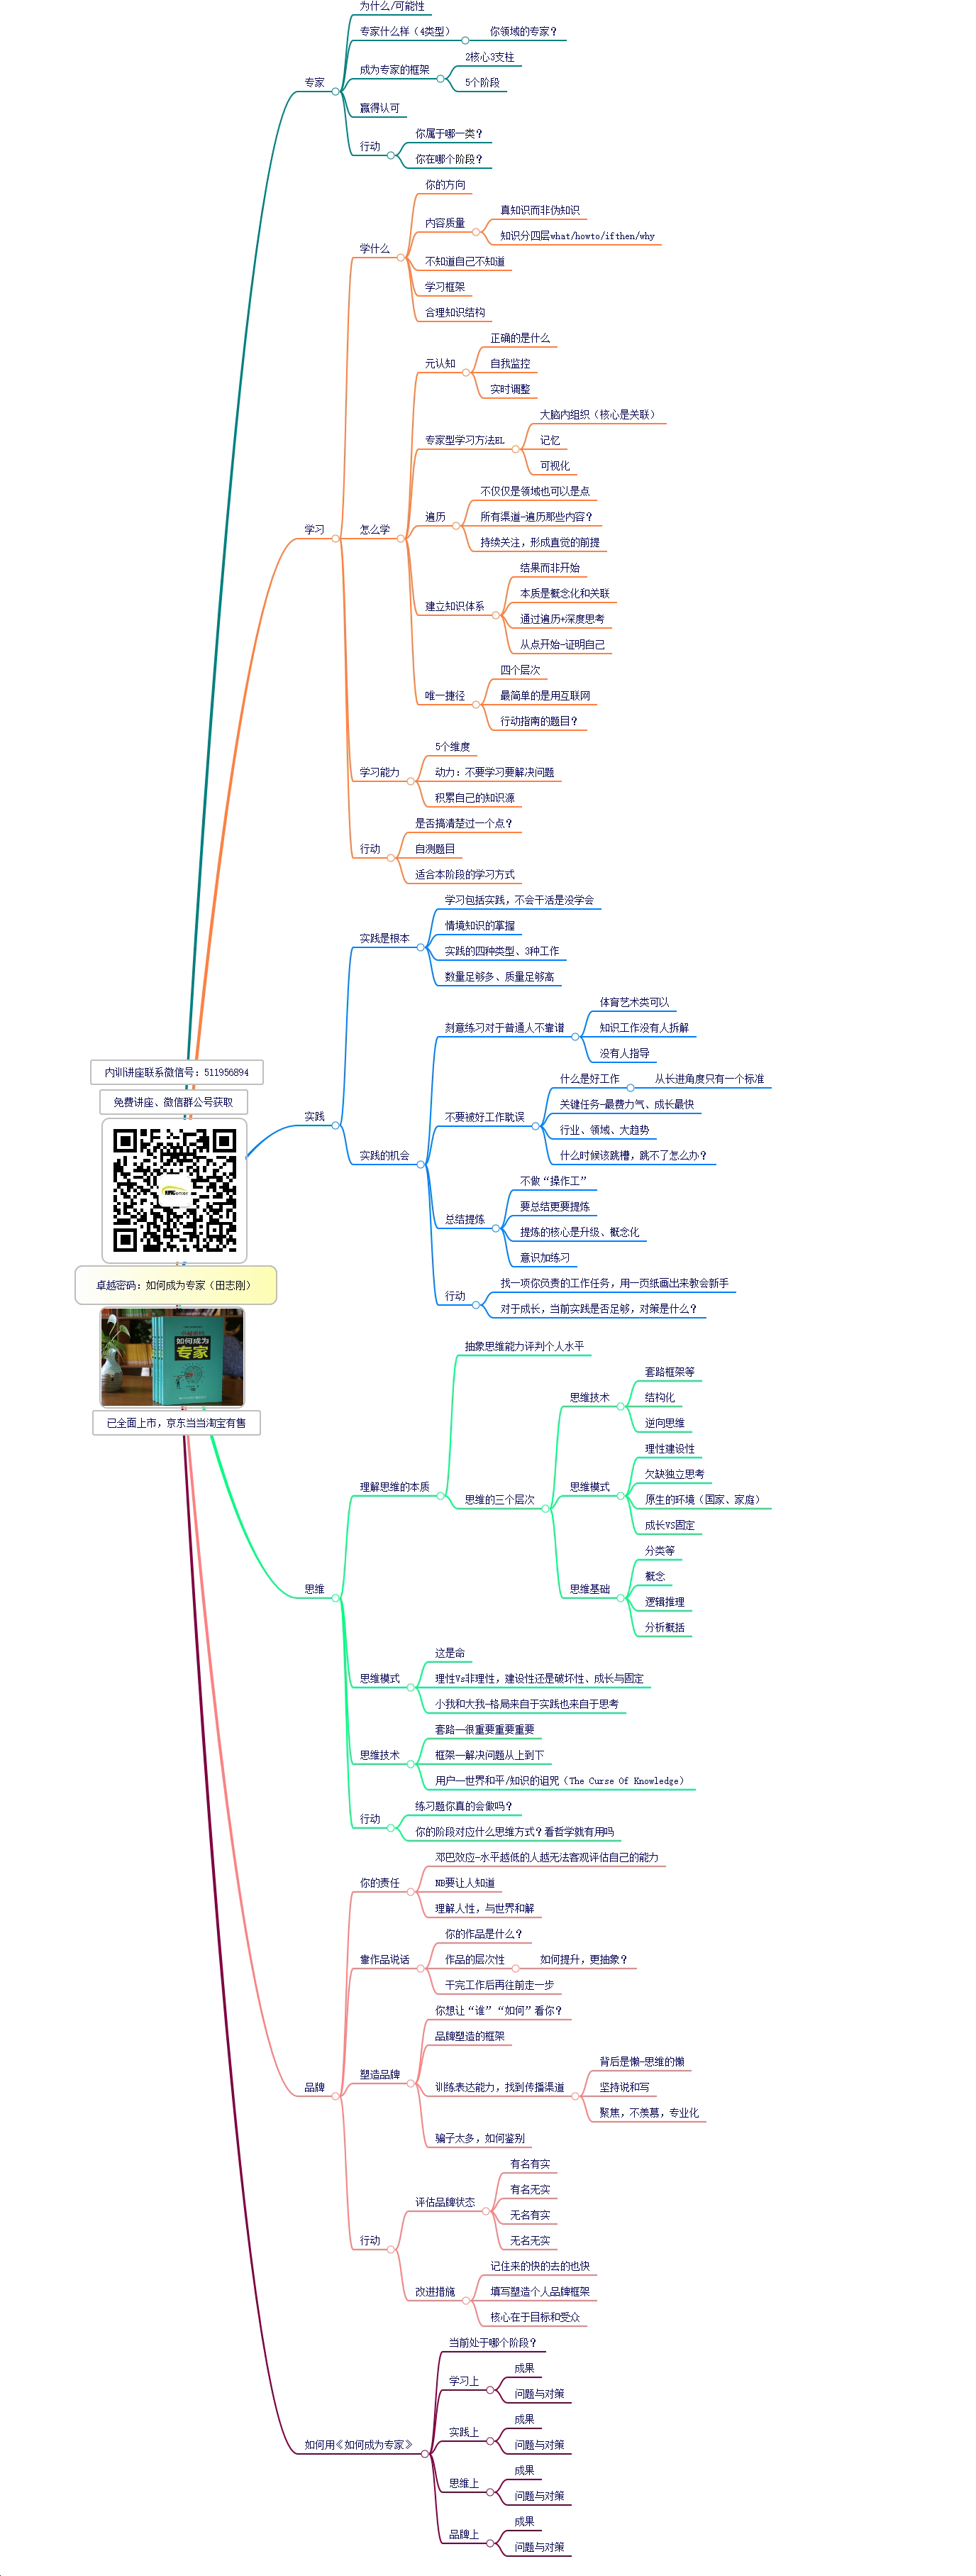 为什么/可能性
专家什么样（4类型）
你领域的专家？
2核心3支柱
成为专家的框架
5个阶段
专家
赢得认可
你属于哪一类？
行动
你在哪个阶段？
你的方向
真知识而非伪知识
内容质量
知识分四层what/howto/ifthen/why
学什么
不知道自己不知道
学习框架
合理知识结构
正确的是什么
元认知
自我监控
实时调整
大脑内组织（核心是关联）
专家型学习方法EL
记忆
可视化
不仅仅是领域也可以是点
遍历
所有渠道-遍历那些内容？
学习
怎么学
持续关注，形成直觉的前提
结果而非开始
本质是概念化和关联
建立知识体系
通过遍历+深度思考
从点开始-证明自己
四个层次
唯一捷径
最简单的是用互联网
行动指南的题目？
5个维度
学习能力
动力：不要学习要解决问题
积累自己的知识源
是否搞清楚过一个点？
行动
自测题目
适合本阶段的学习方式
学习包括实践，不会干活是没学会
实践是根本
情境知识的掌握
实践的四种类型、3种工作
数量足够多、质量足够高
体育艺术类可以
刻意练习对于普通人不靠谱
知识工作没有人拆解
没有人指导
内训讲座联系微信号：511956894
什么是好工作
从长进角度只有一个标准
免费讲座、微信群公号获取
关键任务-最费力气、成长最快
实践
不要被好工作耽误
行业、领域、大趋势
实践的机会
什么时候该跳槽，跳不了怎么办？
不做“操作工”
要总结更要提炼
总结提炼
提炼的核心是升级、概念化
意识加练习
卓越密码：如何成为专家（田志刚）
找一项你负责的工作任务，用一页纸画出来教会新手
行动
对于成长，当前实践是否足够，对策是什么？
如何成为
专家
已全面上市，京东当当淘宝有售
抽象思维能力评判个人水平
套路框架等
思维技术
结构化
逆向思维
理性建设性
理解思维的本质
思维的三个层次
思维模式
欠缺独立思考
原生的环境（国家、家庭）
成长VS固定
分类等
概念
思维
思维基础
逻辑推理
分析概括
这是命
思维模式
理性Vs非理性，建设性还是破坏性、成长与固定
小我和大我-格局来自于实践也来自于思考
套路—很重要重要重要
思维技术
框架—解决问题从上到下
用户—世界和平/知识的诅咒（The Curse Of Knowledge）
练习题你真的会做吗？
行动
你的阶段对应什么思维方式？看哲学就有用吗
邓巴效应-水平越低的人越无法客观评估自己的能力
你的责任
NB要让人知道
理解人性，与世界和解
你的作品是什么？
靠作品说话
作品的层次性
如何提升，更抽象？
干完工作后再往前走一步
你想让“谁”“如何”看你？
品牌塑造的框架
背后是懒-思维的懒
品牌
塑造品牌
训练表达能力，找到传播渠道
坚持说和写
聚焦，不羡慕，专业化
骗子太多，如何鉴别
有名有实
评估品牌状态
有名无实
无名有实
无名无实
行动
记住来的快的去的也快
改进措施
填写塑造个人品牌框架
核心在于目标和受众
当前处于哪个阶段？
成果
学习上
问题与对策
成果
实践上
问题与对策
如何用《如何成为专家》
成果
思维上
问题与对策
成果
品牌上
问题与对策